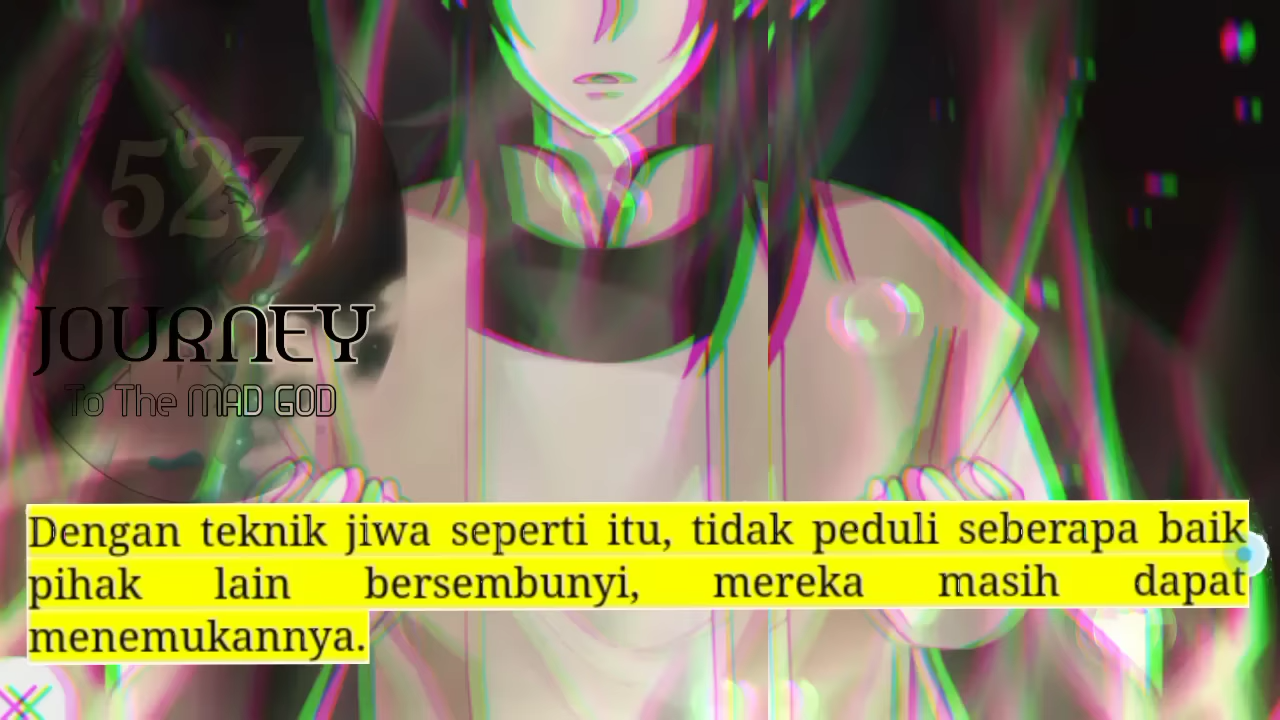 527
JOURNEY
To The MAD GOD
Dengan teknik jiwa seperti itu, tidak peduli seberapa baik
pihak lain bersembunyi, mereka masih dapat
menemukannya.